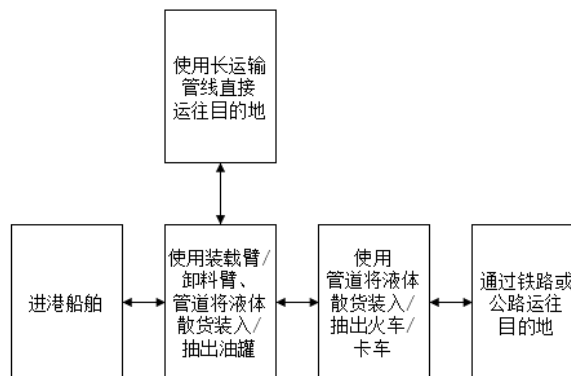 使用长运输
管线直接
运往目的地
进港船舶
使用装载臂/
卸料臂、
管道将液体
散货装入/
抽出油罐
使用
管道将液体
散货装入/
抽出火车/
卡车
通过铁路或
公路运往
目的地